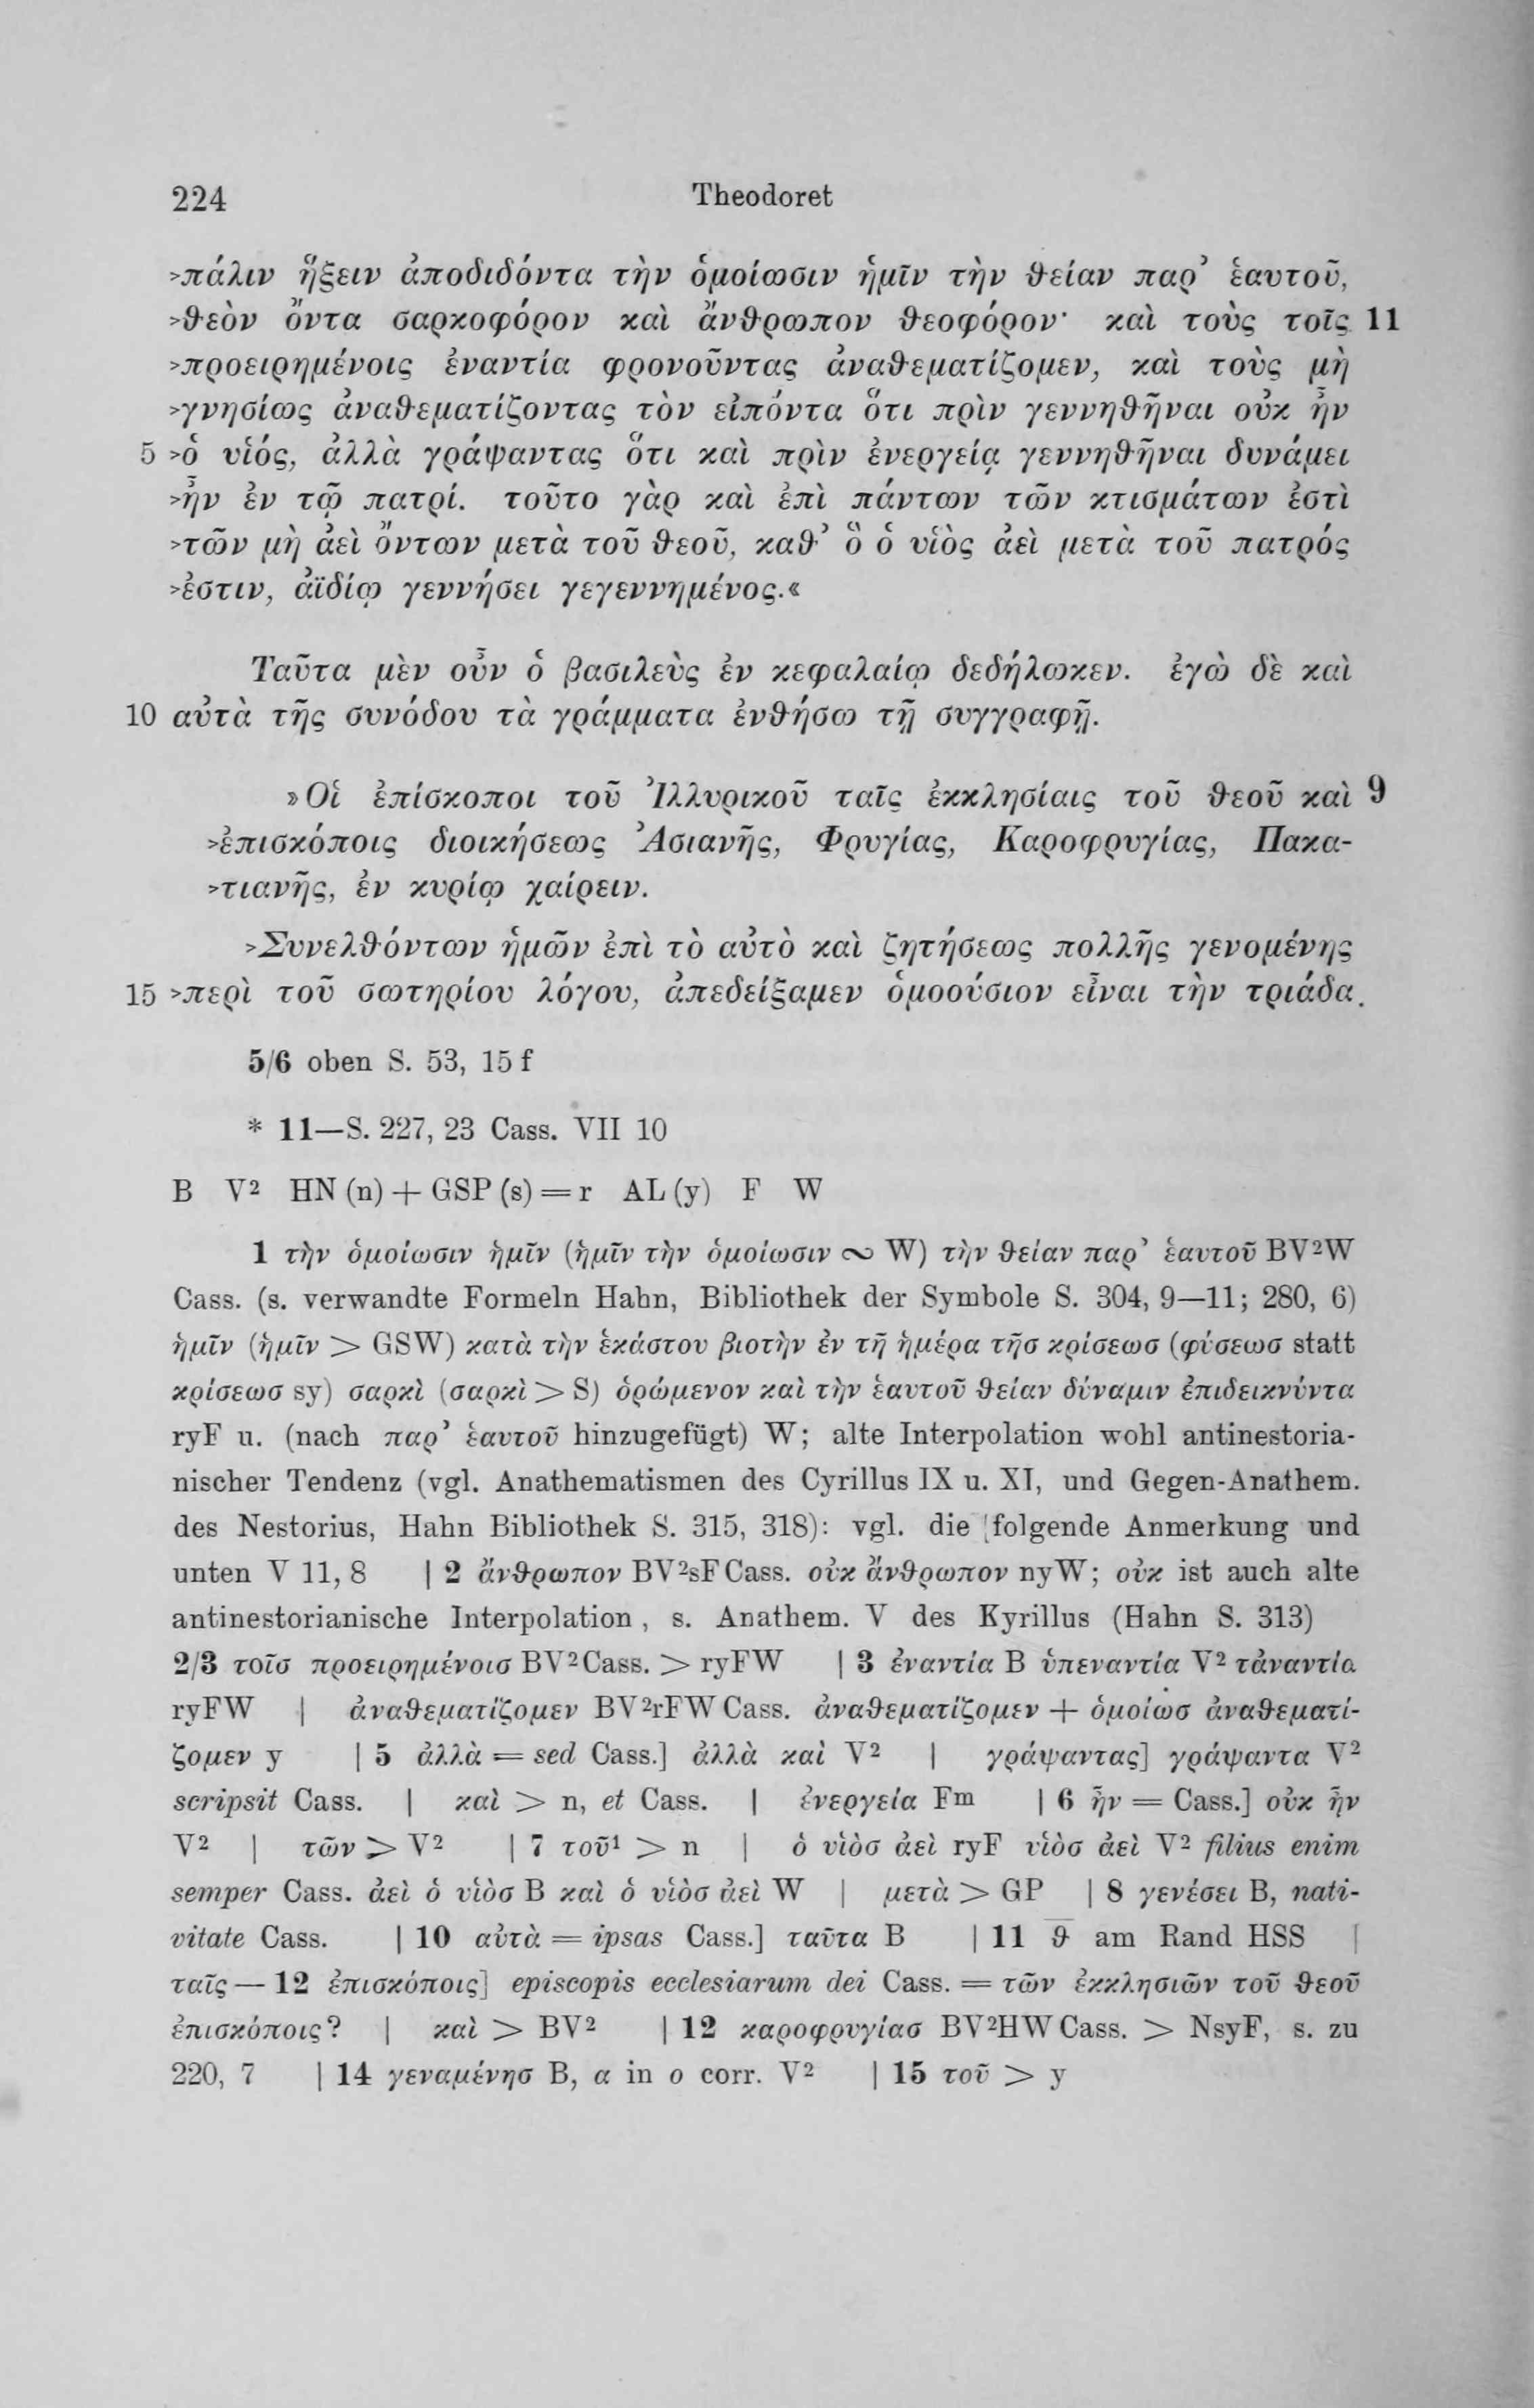 224 Theodoret
>πάλιν ἥξειν ἀποδιδόντα τὴν ὁμοίωσιν ἡμῖν τὴν θείαν παρ’ ἑαυτοῦ,
>θεὸν ὄντα σαρκοφόρον καὶ ἄνθρωπον θεοφόρον· καὶ τοὺς τοῖς 11
>προειρημένοις ἐναντία φρονοῦντας ἀναθεματίζομεν, καὶ τοὺς μὴ
>γνησίως ἀναθεματίζοντας τὸν εἰπόντα ὅτι πρὶν γεννηθῆναι οὐκ ἦν
5 >ὁ υἱός, ἀλλὰ γράψαντας ὅτι καὶ πρὶν ἐνεργείᾳ γεννηθῆναι δυνάμει
>ἦν ἐν τῷ πατρί. τοῦτο γὰρ καὶ ἐπὶ πάντων τῶν κτισμάτων ἐστὶ
>τῶν μὴ ἀεὶ ὄντων μετὰ τοῦ θεοῦ, καθ’ ὃ ὁ υἱὸς ἀεὶ μετὰ τοῦ πατρός
>ἐστιν, ἀϊδίῳ γεννήσει γεγεννημένος.«
Ταῦτα μὲν οὖν ὁ βασιλεὺς ἐν κεφαλαίῳ δεδήλωκεν. ἐγὼ δὲ καὶ
10 αὐτὰ τῆς συνόδου τὰ γράμματα ἐνθήσω τῇ συγγραφῇ.
»Οἱ ἐπίσκοποι τοῦ Ἰλλυρικοῦ ταῖς ἐκκλησίαις τοῦ θεοῦ καὶ 9
>ἐπισκόποις διοικήσεως Ἀσιανῆς, Φρυγίας, Καροφρυγίας, Πακα-
>τιανῆς, ἐν κυρίῳ χαίρειν.
>Συνελθόντων ἡμῶν ἐπὶ τὸ αὐτὸ καὶ ζητήσεως πολλῆς γενομένης
15 >περὶ τοῦ σωτηρίου λόγου, ἀπεδείξαμεν ὁμοούσιον εἶναι τὴν τριάδα.
5/6 oben S. 53, 15 f
* 11—S. 227, 23 Cass. VII 10
B V² HN (n) + GSP (s) = r AL (y) F W
1 τὴν ὁμοίωσιν ἡμῖν (ἡμῖν τὴν ὁμοίωσιν ∾ W) τὴν θείαν παρ’ ἑαυτοῦ BV²W
Cass. (s. verwandte Formeln Hahn, Bibliothek der Symbole S. 304, 9—11; 280, 6)
ἡμῖν (ἡμῖν > GSW) κατὰ τὴν ἑκάστου βιοτὴν ἐν τῆ ἡμέρα τῆσ κρίσεωσ (φύσεωσ statt
κρίσεωσ sy) σαρκὶ (σαρκὶ > S) ὁρώμενον καὶ τὴν ἑαυτοῦ θείαν δύναμιν ἐπιδεικνύντα
ryF u. (nach παρ’ ἑαυτοῦ hinzugefügt) W; alte Interpolation wohl antinestoria-
nischer Tendenz (vgl. Anathematismen des Cyrillus IX u. XI, und Gegen-Anathem.
des Nestorius, Hahn Bibliothek S. 315, 318): vgl. die folgende Anmerkung und
unten V 11, 8 | 2 ἄνθρωπον BV²sF Cass. οὐκ ἄνθρωπον nyW; οὐκ ist auch alte
antinestorianische Interpolation, s. Anathem. V des Kyrillus (Hahn S. 313)
2/3 τοῖσ προειρημένοισ BV²Cass. > ryFW | 3 ἐναντία B ὑπεναντία V² τἀναντία
ryFW | ἀναθεματίζομεν BV²rFW Cass. ἀναθεματίζομεν + ὁμοίωσ ἀναθεματί-
ζομεν y | 5 ἀλλὰ = sed Cass.] ἀλλὰ καὶ V² | γράψαντας] γράψαντα V²
scripsit Cass. | καὶ > n, et Cass. | ἐνεργεία Fm | 6 ἦν = Cass.] οὐκ ἦν
V² | τῶν > V² | 7 τοῦ¹ > n | ὁ υἱὸσ ἀεὶ ryF υἱὸσ ἀεὶ V² filius enim
semper Cass. ἀεὶ ὁ υἱὸσ B καὶ ὁ υἱὸσ ἀεὶ W | μετὰ > GP | 8 γενέσει B, nati-
vitate Cass. | 10 αὐτὰ = ipsas Cass.] ταῦτα B | 11 θ̅ am Rand HSS |
ταῖς — 12 ἐπισκόποις] episcopis ecclesiarum dei Cass. = τῶν ἐκκλησιῶν τοῦ θεοῦ
ἐπισκόποις? | καὶ > BV² | 12 καροφρυγίασ BV²HW Cass. > NsyF, s. zu
220, 7 | 14 γεναμένησ B, α in ο corr. V² | 15 τοῦ > y